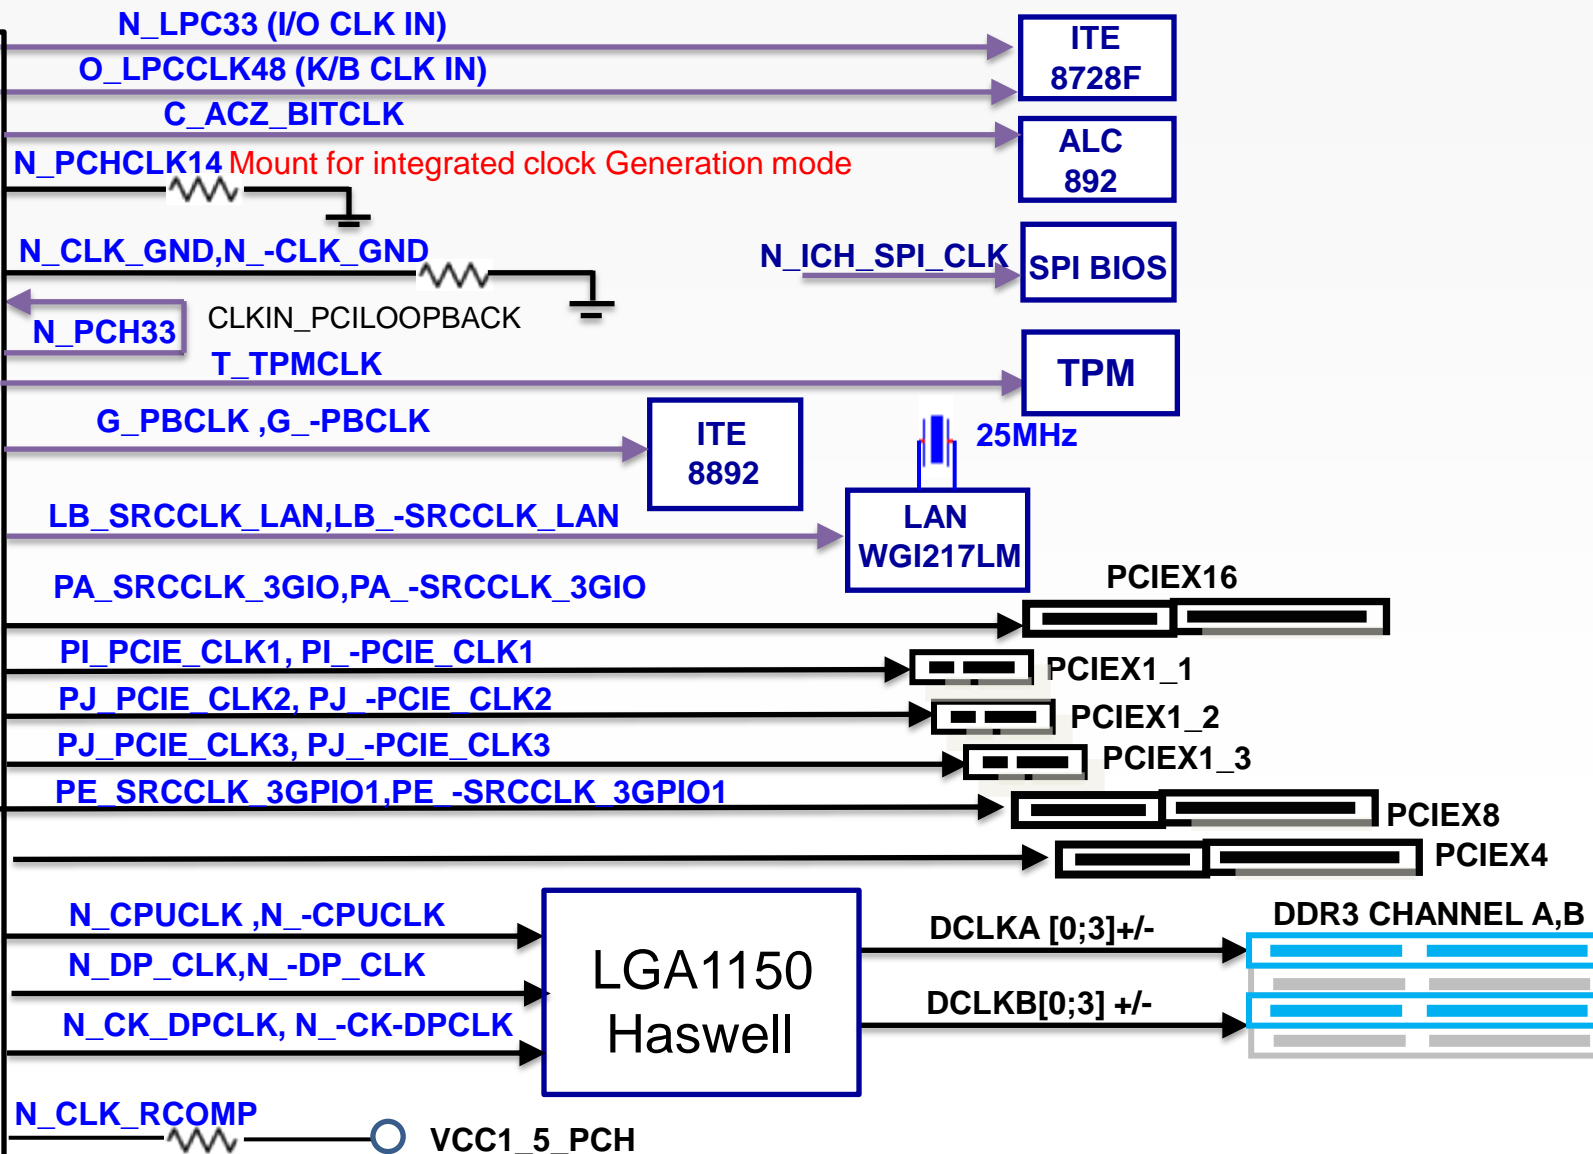 N_LPC33 (I/O CLK IN)
ITE
8728F
O_LPCCLK48 (K/B CLK IN)
C_ACZ_BITCLK
ALC
892
N_PCHCLK14 Mount for integrated clock Generation mode
N_CLK_GND,N_-CLK_GND
N_ICH_SPI_CLK
SPI BIOS
N_PCH33
CLKIN_PCILOOPBACK
T_TPMCLK
TPM
G_PBCLK ,G_-PBCLK
ITE
8892
25MHz
LB_SRCCLK_LAN,LB_-SRCCLK_LAN
LAN
WGI217LM
PA_SRCCLK_3GIO,PA_-SRCCLK_3GIO
PCIEX16
PI_PCIE_CLK1, PI_-PCIE_CLK1
PCIEX1_1
PJ_PCIE_CLK2, PJ_-PCIE_CLK2
PCIEX1_2
PJ_PCIE_CLK3, PJ_-PCIE_CLK3
PCIEX1_3
PE_SRCCLK_3GPIO1,PE_-SRCCLK_3GPIO1
PCIEX8
PCIEX4
N_CPUCLK ,N_-CPUCLK
N_DP_CLK,N_-DP_CLK
N_CK_DPCLK, N_-CK-DPCLK
LGA1150
Haswell
DCLKA [0;3]+/-
DCLKB[0;3] +/-
DDR3 CHANNEL A,B
N_CLK_RCOMP
VCC1_5_PCH